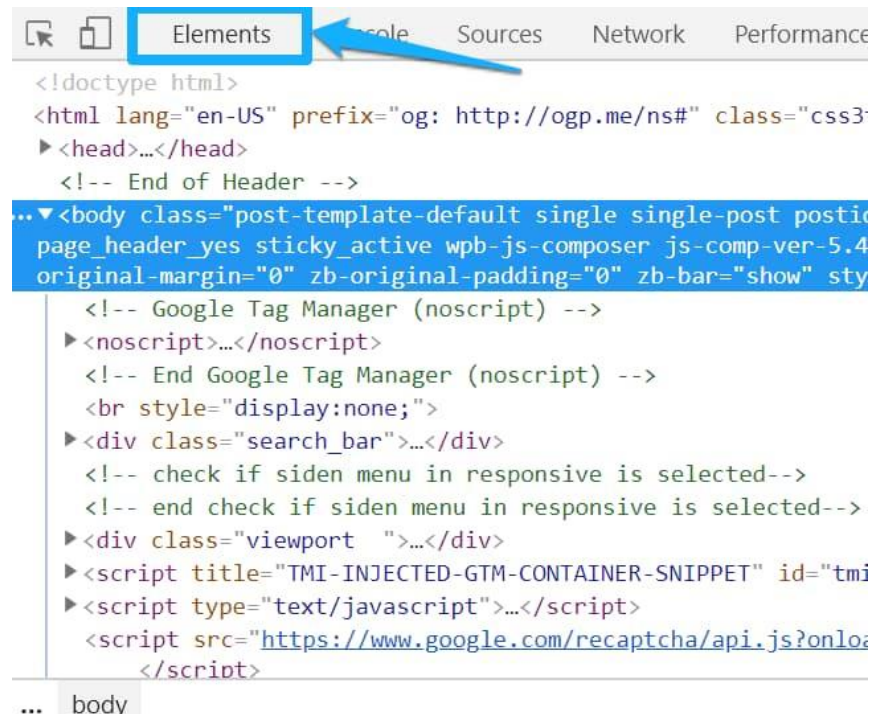 Elements Console Sources Network Performance
<!doctype html>
<html lang="en-US" prefix="og: http://ogp.me/ns#" class="css3
<head>…</head>
<!-- End of Header -->
…<body class="post-template-default single single-post postid
page_header_yes sticky_active wpb-js-composer js-comp-ver-5.4
original-margin="0" zb-original-padding="0" zb-bar="show" sty
<!-- Google Tag Manager (noscript) -->
<noscript>…</noscript>
<!-- End Google Tag Manager (noscript) -->
<br style="display:none;">
<div class="search_bar">…</div>
<!-- check if siden menu in responsive is selected-->
<!-- end check if siden menu in responsive is selected-->
<div class="viewport  ">…</div>
<script title="TMI-INJECTED-GTM-CONTAINER-SNIPPET" id="tmi
<script type="text/javascript">…</script>
<script src="https://www.google.com/recaptcha/api.js?onloa
</script>
… body